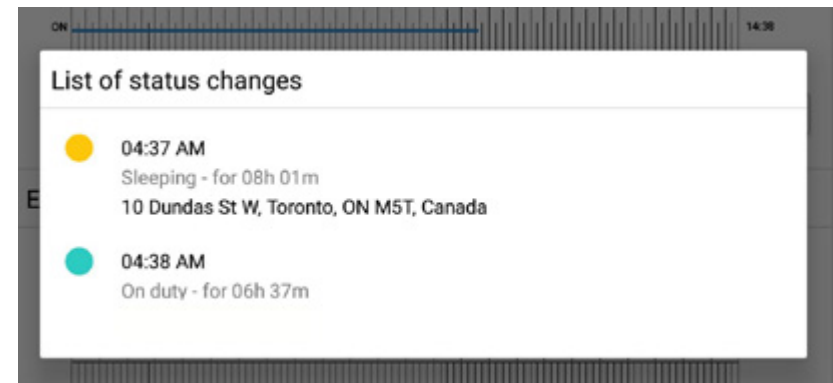 ON 14:38
List of status changes
04:37 AM
Sleeping - for 08h 01m
E
10 Dundas St W, Toronto, ON M5T, Canada
04:38 AM
On duty - for 06h 37m